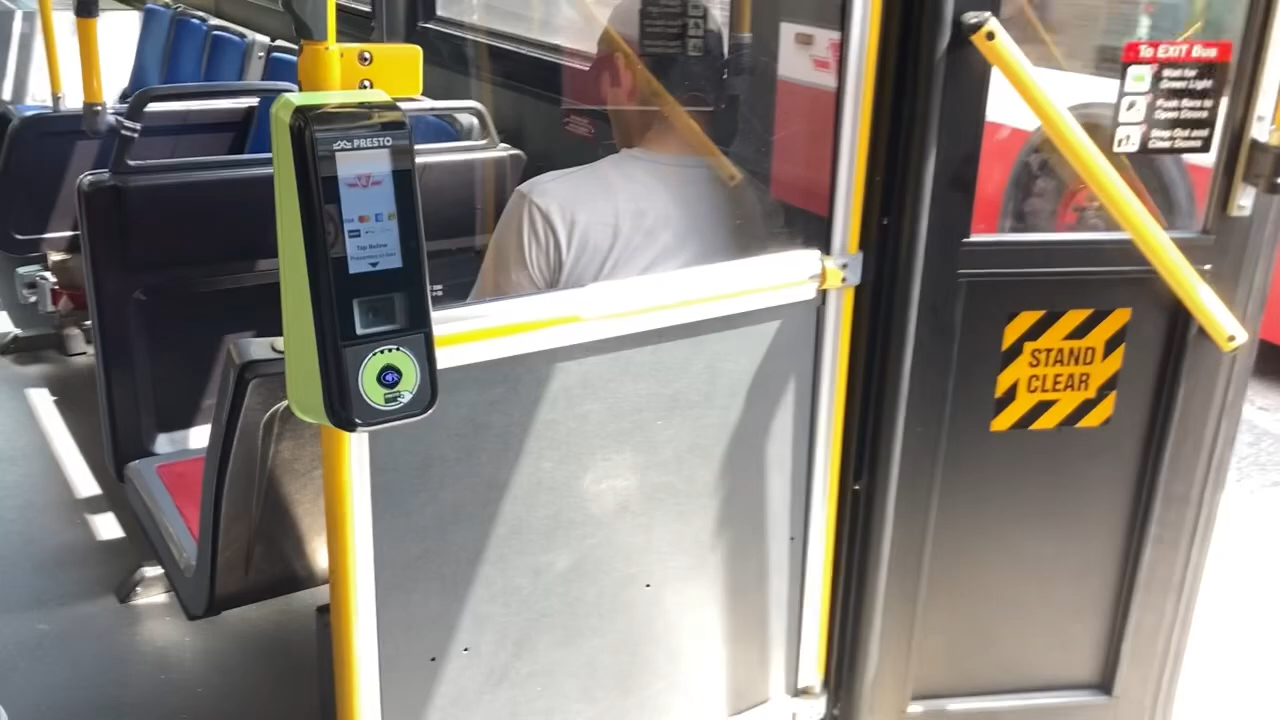 PRESTO
Tap Below
To EXIT Bus
Wait for
Green Light
Push Bars to
Open Doors
Step Out and
Clear Doors
STAND
CLEAR